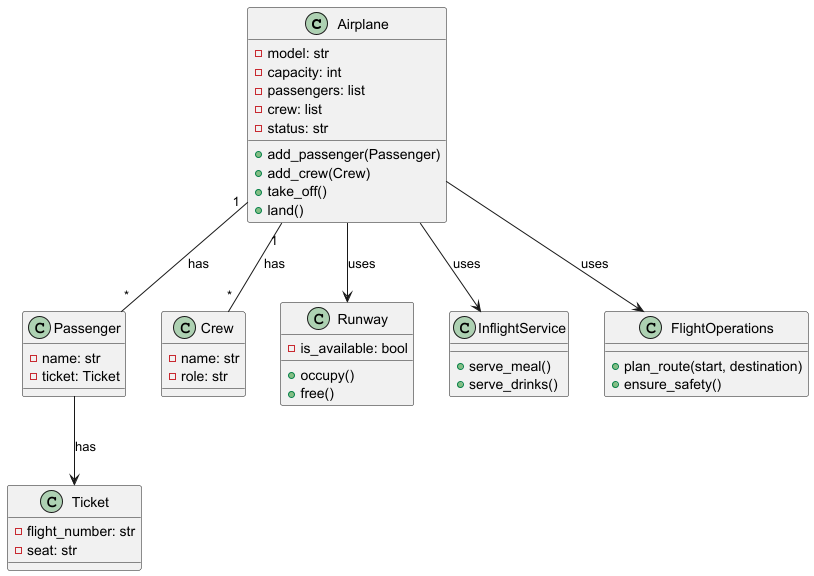 C Airplane
model: str
capacity: int
passengers: list
crew: list
status: str
add_passenger(Passenger)
add_crew(Crew)
take_off()
land()
1
1
has
has
uses
uses
uses
*
*
C Passenger
name: str
ticket: Ticket
C Crew
name: str
role: str
C Runway
is_available: bool
occupy()
free()
C InflightService
serve_meal()
serve_drinks()
C FlightOperations
plan_route(start, destination)
ensure_safety()
has
C Ticket
flight_number: str
seat: str